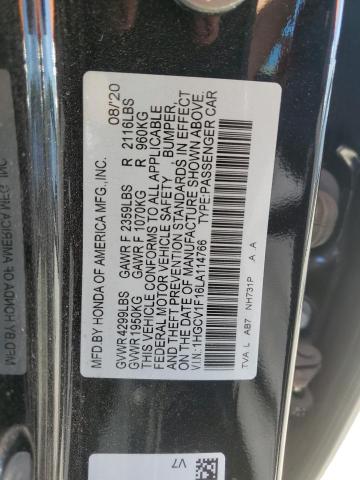 MFD BY HONDA OF AMERICA MFG., INC.
08/20
GVWR 4299LBS GAWR F 2359LBS R 2116LBS
GVWR 1950KG GAWR F 1070KG R 960KG
THIS VEHICLE CONFORMS TO ALL APPLICABLE
FEDERAL MOTOR VEHICLE SAFETY BUMPER,
AND THEFT PREVENTION STANDARDS IN EFFECT
ON THE DATE OF MANUFACTURE SHOWN ABOVE.
V.I.N:1HGCV1F16LA114766 TYPE:PASSENGER CAR
TVA L AB7 NH731P A A
V7